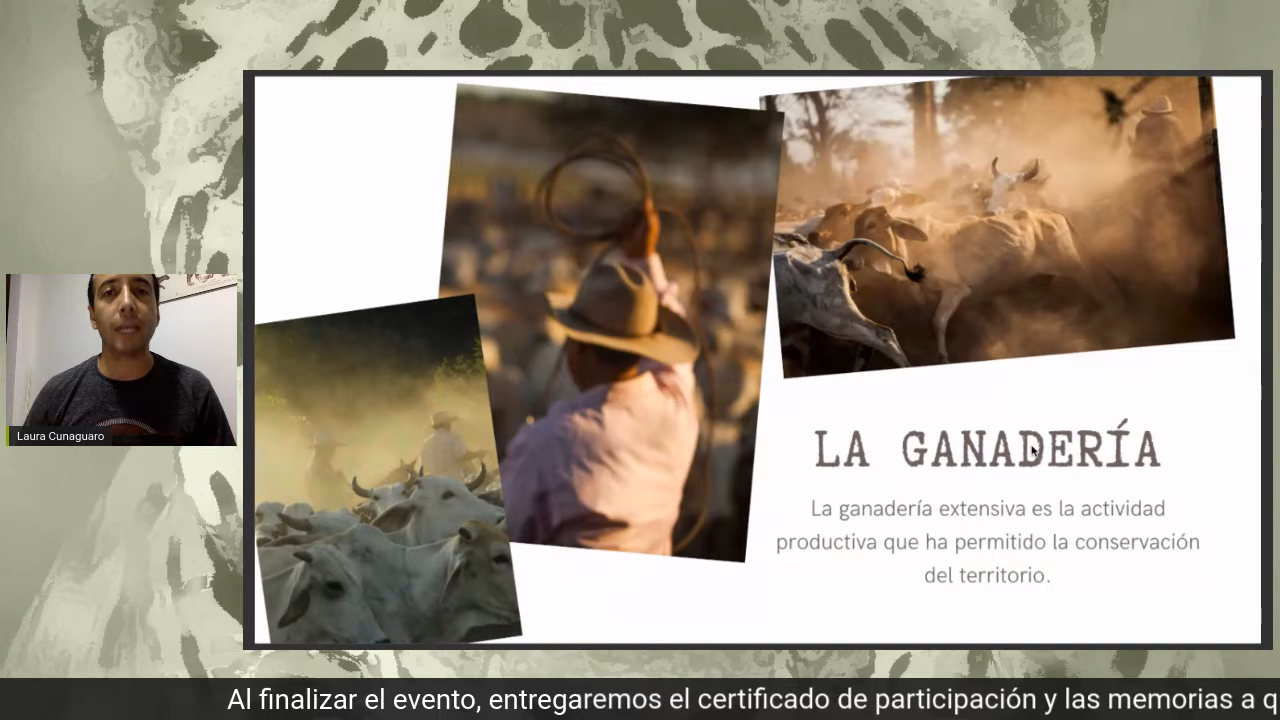 LA GANADERÍA
La ganadería extensiva es la actividad
productiva que ha permitido la conservación
del territorio.
Laura Cunaguaro
Al finalizar el evento, entregaremos el certificado de participación y las memorias a q